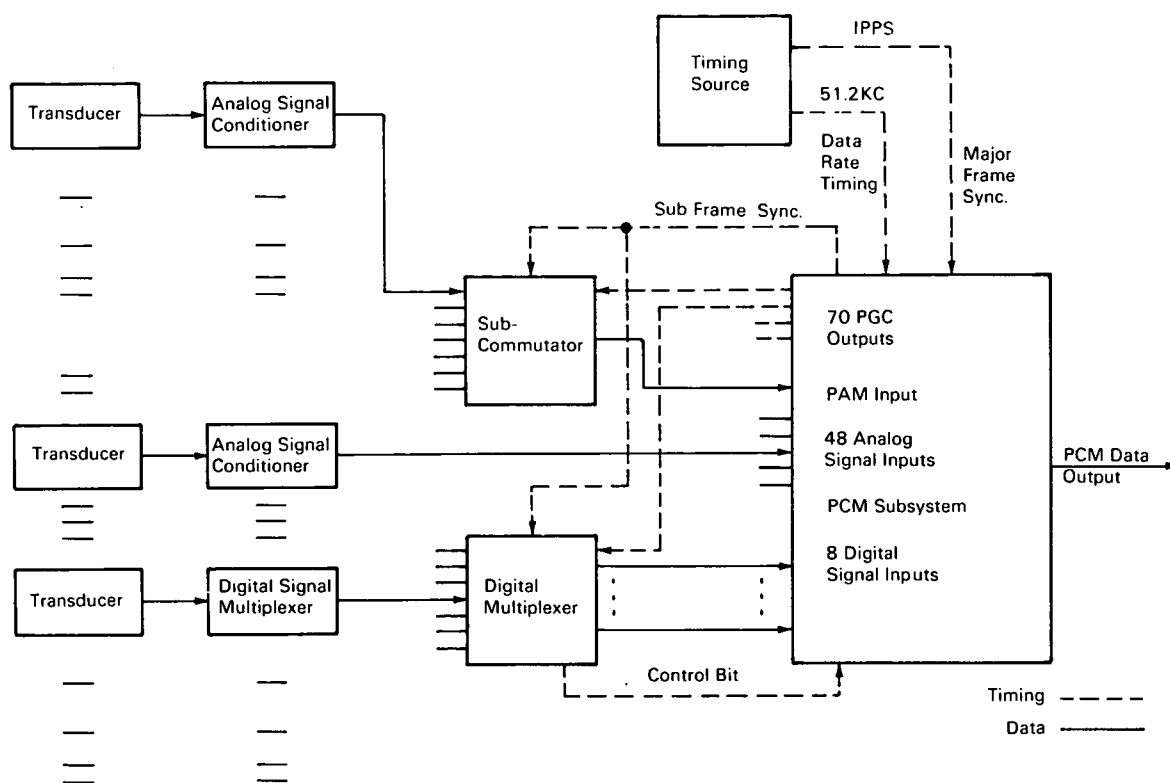 IPPS
Timing
Source
51.2KC
Transducer
Analog Signal
Conditioner
Data
Rate
Timing
Major
Frame
Sync.
Sub Frame Sync.
Sub-
Commutator
70 PGC
Outputs
PAM Input
Transducer
Analog Signal
Conditioner
48 Analog
Signal Inputs
PCM Data
Output
PCM Subsystem
Transducer
Digital Signal
Multiplexer
Digital
Multiplexer
8 Digital
Signal Inputs
Control Bit
Timing
Data